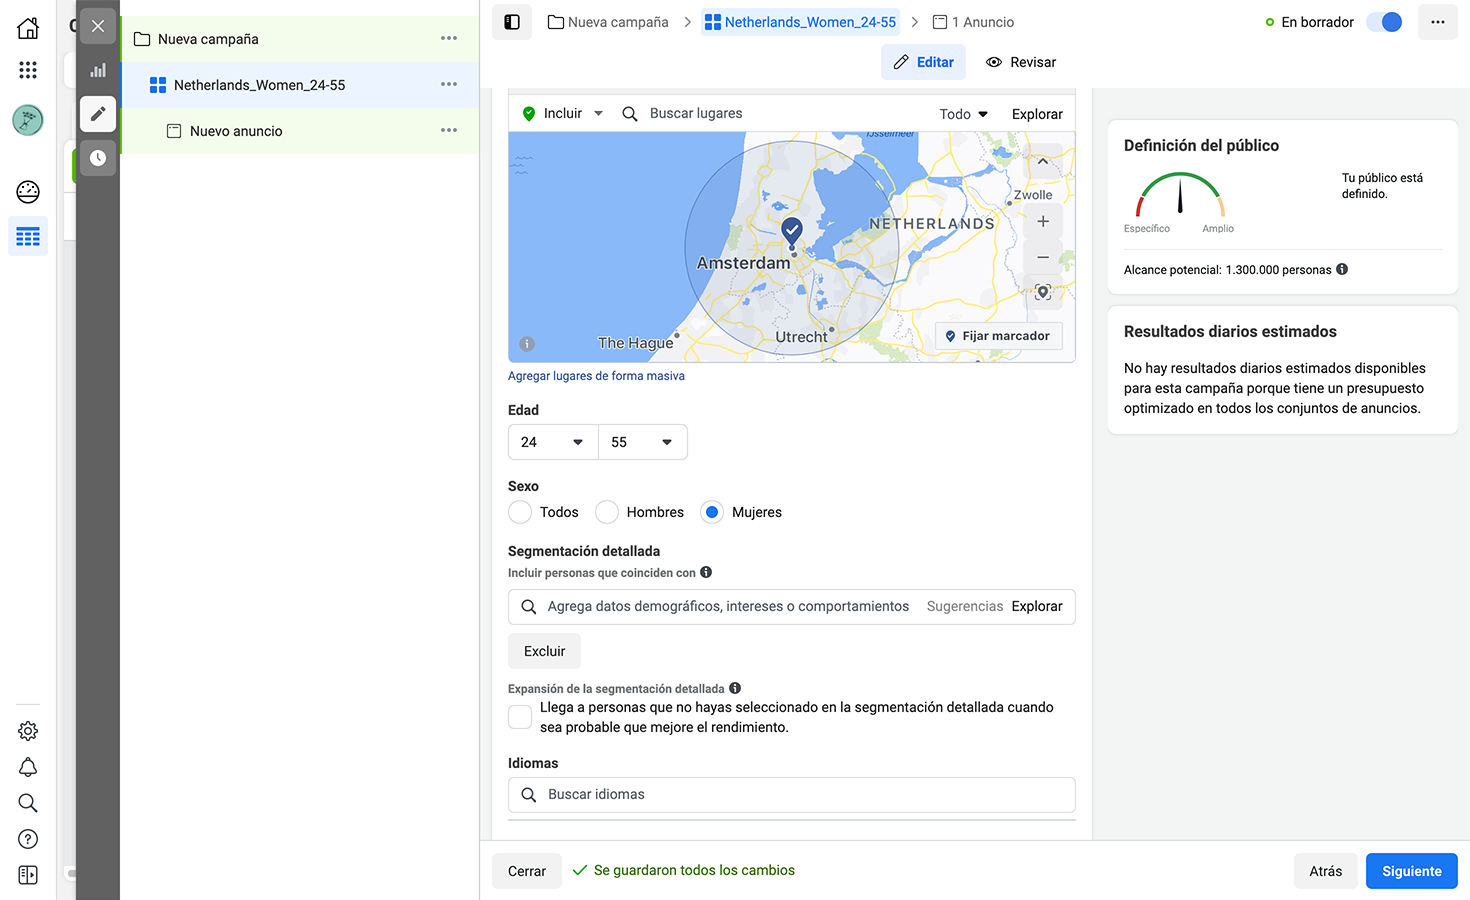 Nueva campaña
Netherlands_Women_24-55
Nuevo anuncio
Nueva campaña
Netherlands_Women_24-55
1 Anuncio
En borrador
Editar
Revisar
Incluir
Buscar lugares
Todo
Explorar
IJsselmeer
Zwolle
NETHERLANDS
Amsterdam
The Hague
Utrecht
Fijar marcador
Agregar lugares de forma masiva
Edad
24
55
Sexo
Todos
Hombres
Mujeres
Segmentación detallada
Incluir personas que coinciden con
Agrega datos demográficos, intereses o comportamientos
Sugerencias
Explorar
Excluir
Expansión de la segmentación detallada
Llega a personas que no hayas seleccionado en la segmentación detallada cuando
sea probable que mejore el rendimiento.
Idiomas
Buscar idiomas
Definición del público
Tu público está
definido.
Específico
Amplio
Alcance potencial: 1.300.000 personas
Resultados diarios estimados
No hay resultados diarios estimados disponibles
para esta campaña porque tiene un presupuesto
optimizado en todos los conjuntos de anuncios.
Cerrar
Se guardaron todos los cambios
Atrás
Siguiente